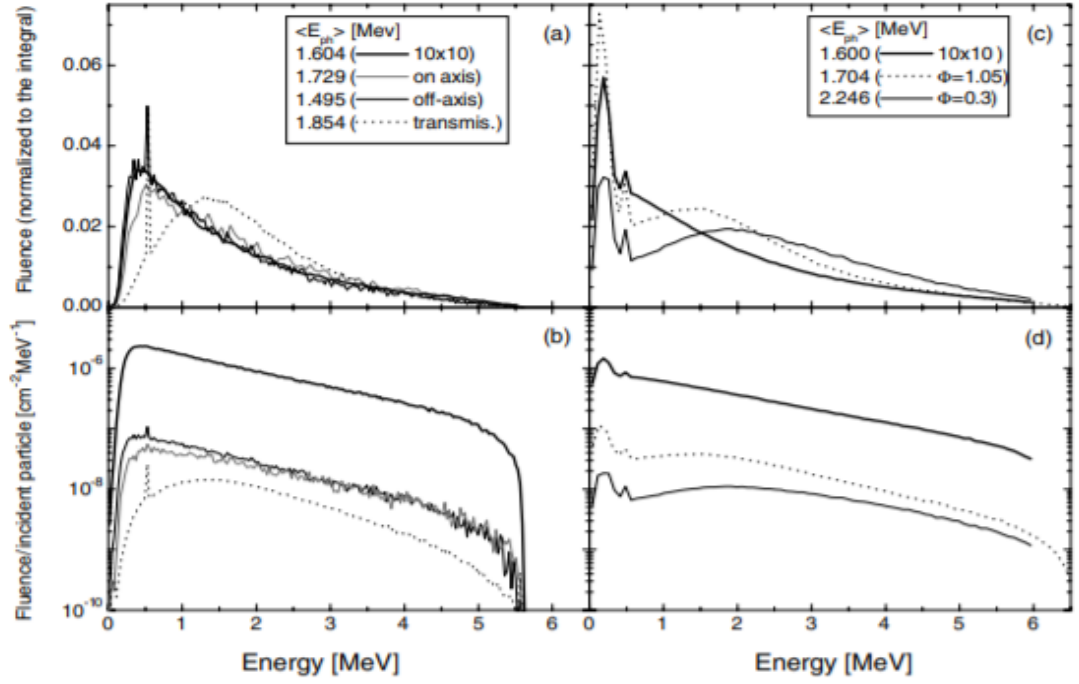 <E_ph> [Mev]
1.604 ( 10x10)
1.729 ( on axis)
1.495 ( off-axis)
1.854 ( transmis.)
(a)
<E_ph> [MeV]
1.600 ( 10x10 )
1.704 ( Φ=1.05)
2.246 ( Φ=0.3)
(c)
Fluence (normalized to the integral)
0.06
0.04
0.02
0.00
(b)
(d)
Fluence/incident particle [cm⁻²MeV⁻¹]
10⁻⁶
10⁻⁸
10⁻¹⁰
0 1 2 3 4 5 6
0 1 2 3 4 5 6
Energy [MeV]
Energy [MeV]